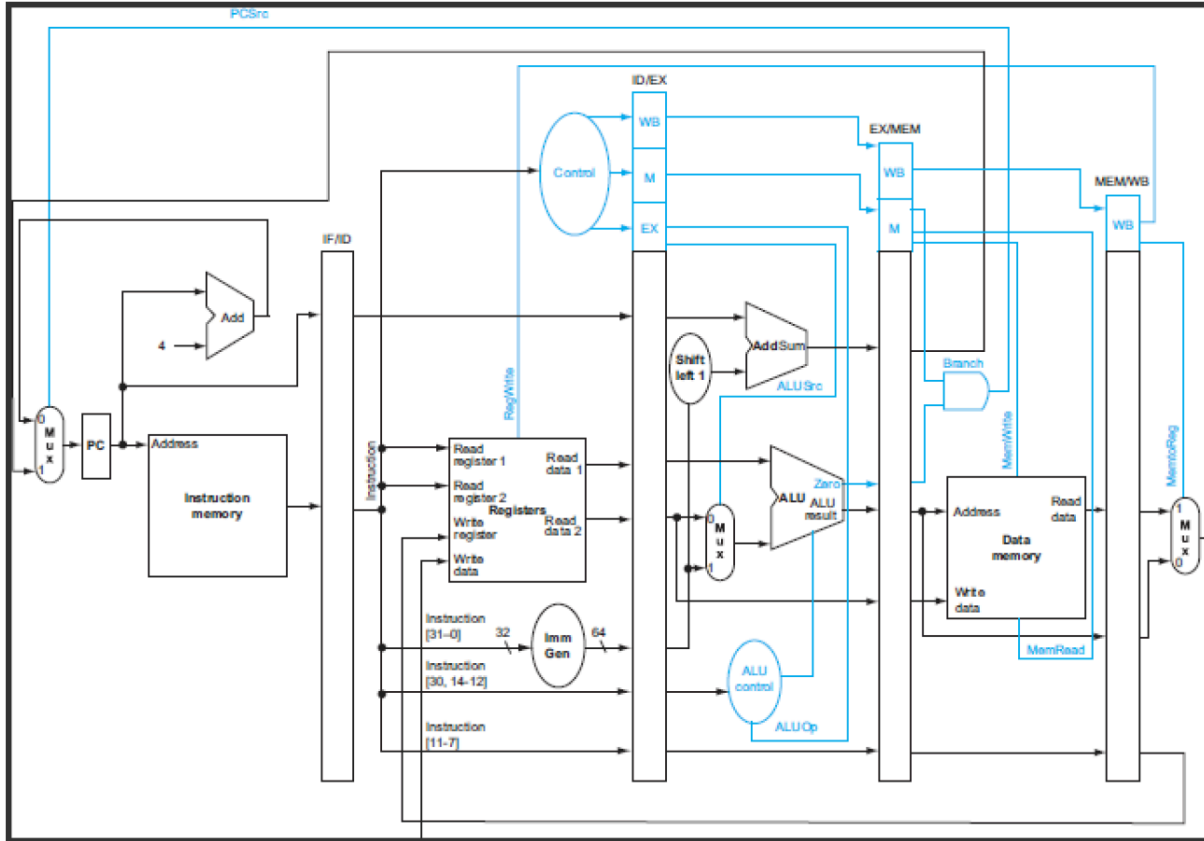 PCSrc
ID/EX
WB
EX/MEM
Control
M
WB
MEM/WB
EX
M
WB
IF/ID
Add
4
Shift
left 1
AddSum
Branch
ALUSrc
RegWrite
MemWrite
MemtoReg
0
M
u
x
1
PC
Address
Instruction
memory
Instruction
Read
register 1
Read
register 2
Write
register
Write
data
Registers
Read
data 1
Read
data 2
0
M
u
x
1
Zero
ALU
ALU
result
Address
Read
data
Data
memory
Write
data
1
M
u
x
0
Instruction
[31–0]
32
Imm
Gen
64
MemRead
Instruction
[30, 14-12]
ALU
control
Instruction
[11-7]
ALUOp